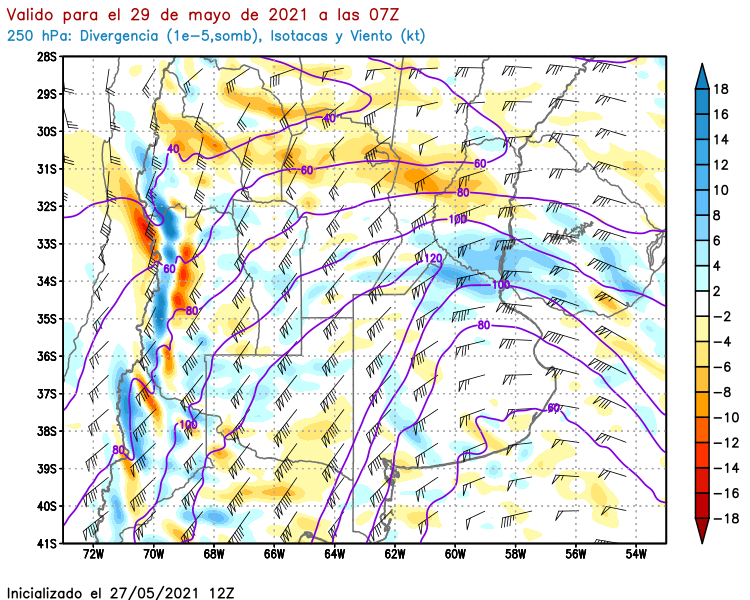 Valido para el 29 de mayo de 2021 a las 07Z
250 hPa: Divergencia (1e-5,somb), Isotacas y Viento (kt)
28S
29S
30S
31S
32S
33S
34S
35S
36S
37S
38S
39S
40S
41S
72W 70W 68W 66W 64W 62W 60W 58W 56W 54W
40
40
60
60
80
100
120
60
100
80
80
60
100
80
18
16
14
12
10
8
6
4
2
-2
-4
-6
-8
-10
-12
-14
-16
-18
Inicializado el 27/05/2021 12Z